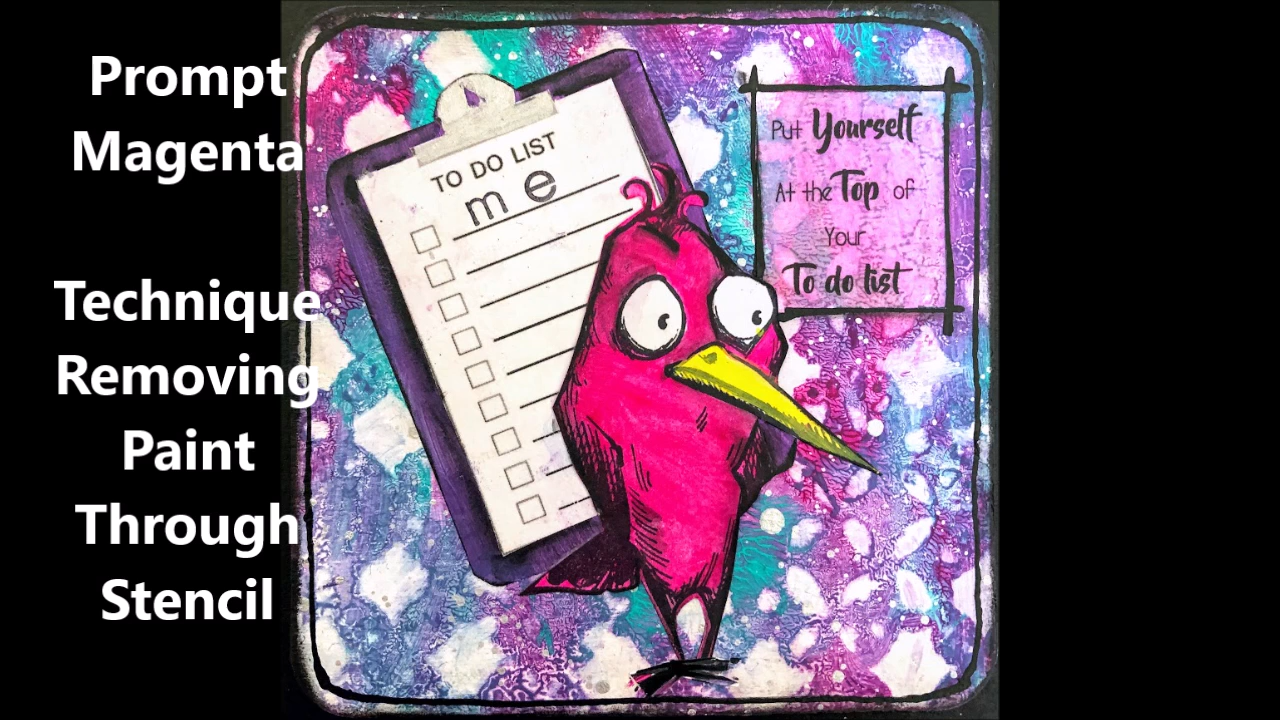 Prompt
Magenta
Technique
Removing
Paint
Through
Stencil
TO DO LIST
me
Put Yourself
At the Top of
Your
To do list